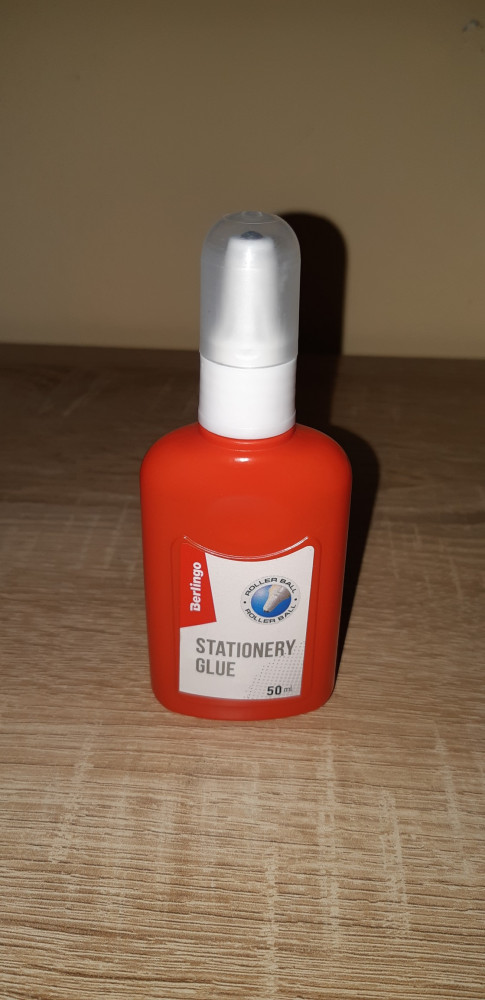 Berlingo
ROLLER BALL
ROLLER BALL
STATIONERY
GLUE
50 ml